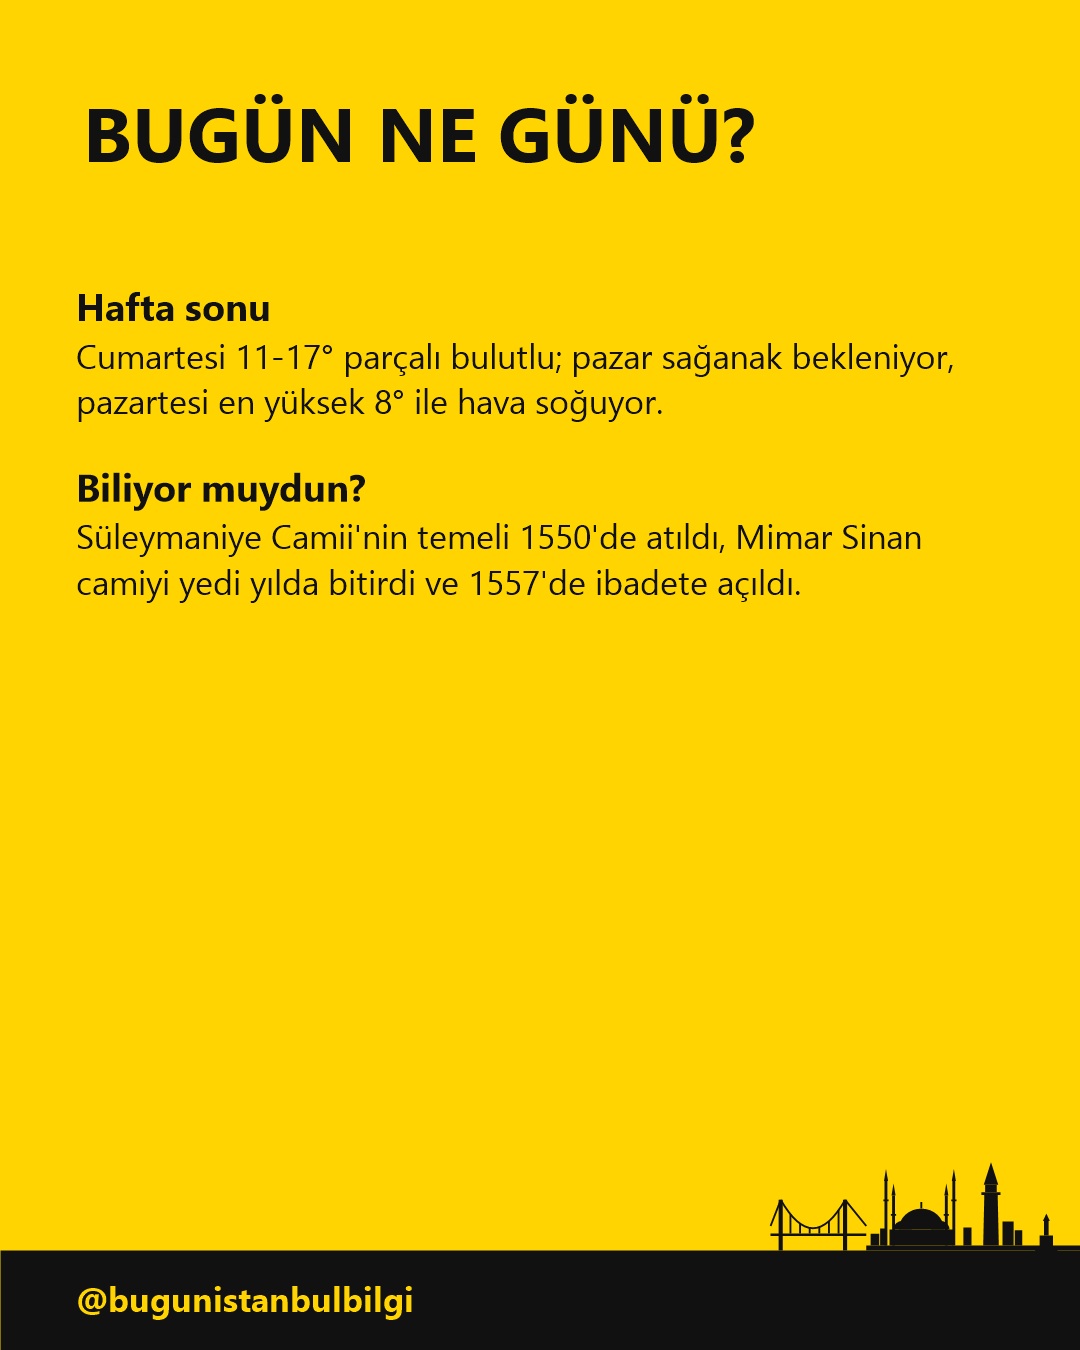 BUGÜN NE GÜNÜ?
Hafta sonu
Cumartesi 11-17° parçalı bulutlu; pazar sağanak bekleniyor,
pazartesi en yüksek 8° ile hava soğuyor.
Biliyor muydun?
Süleymaniye Camii'nin temeli 1550'de atıldı, Mimar Sinan
camiyi yedi yılda bitirdi ve 1557'de ibadete açıldı.
@bugunistanbulbilgi